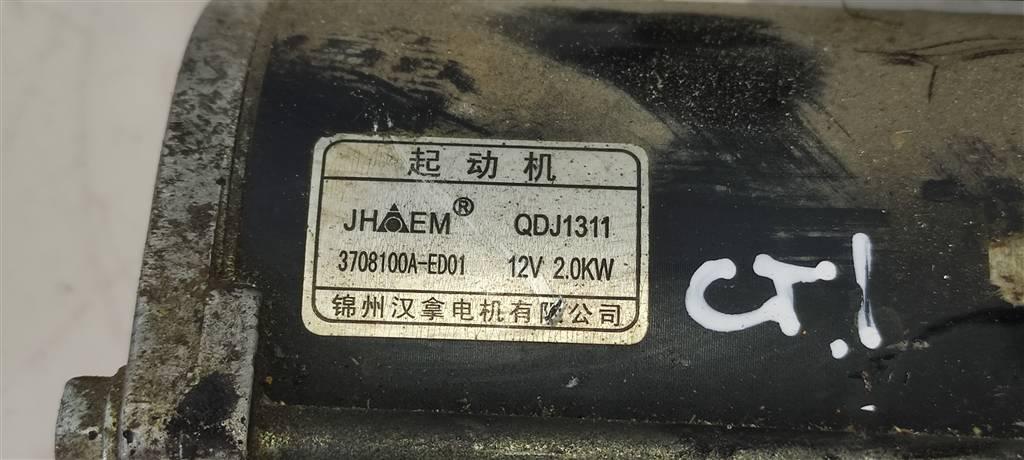 起动机
JHAEM® QDJ1311
3708100A-ED01 12V 2.0KW
锦州汉拿电机有限公司